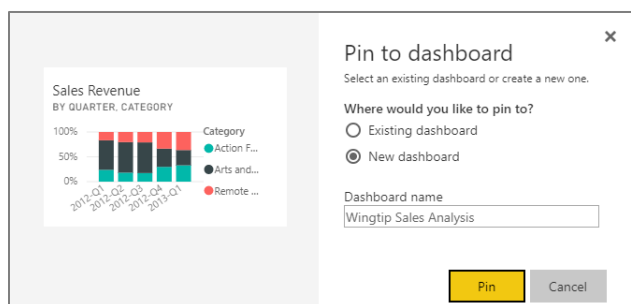 Sales Revenue
BY QUARTER, CATEGORY
100%
50%
0%
2012-Q1
2012-Q2
2012-Q3
2012-Q4
2013-Q1
Category
Action F...
Arts and...
Remote ...
Pin to dashboard
Select an existing dashboard or create a new one.
Where would you like to pin to?
Existing dashboard
New dashboard
Dashboard name
Wingtip Sales Analysis
Pin
Cancel